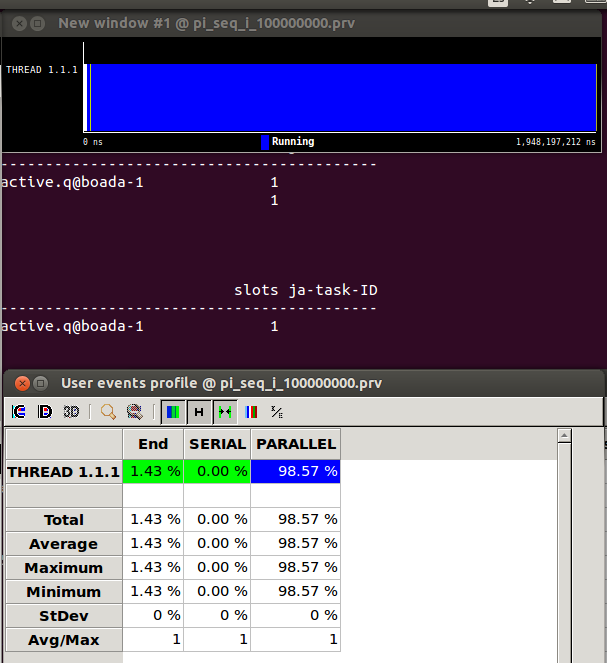 New window #1 @ pi_seq_i_100000000.prv
THREAD 1.1.1
0 ns Running 1,948,197,212 ns
-----------------------------------------
active.q@boada-1 1
1
slots ja-task-ID
-----------------------------------------
active.q@boada-1 1
User events profile @ pi_seq_i_100000000.prv
IC ID 3D H I/E
End SERIAL PARALLEL
THREAD 1.1.1 1.43 % 0.00 % 98.57 %
Total 1.43 % 0.00 % 98.57 %
Average 1.43 % 0.00 % 98.57 %
Maximum 1.43 % 0.00 % 98.57 %
Minimum 1.43 % 0.00 % 98.57 %
StDev 0 % 0 % 0 %
Avg/Max 1 1 1